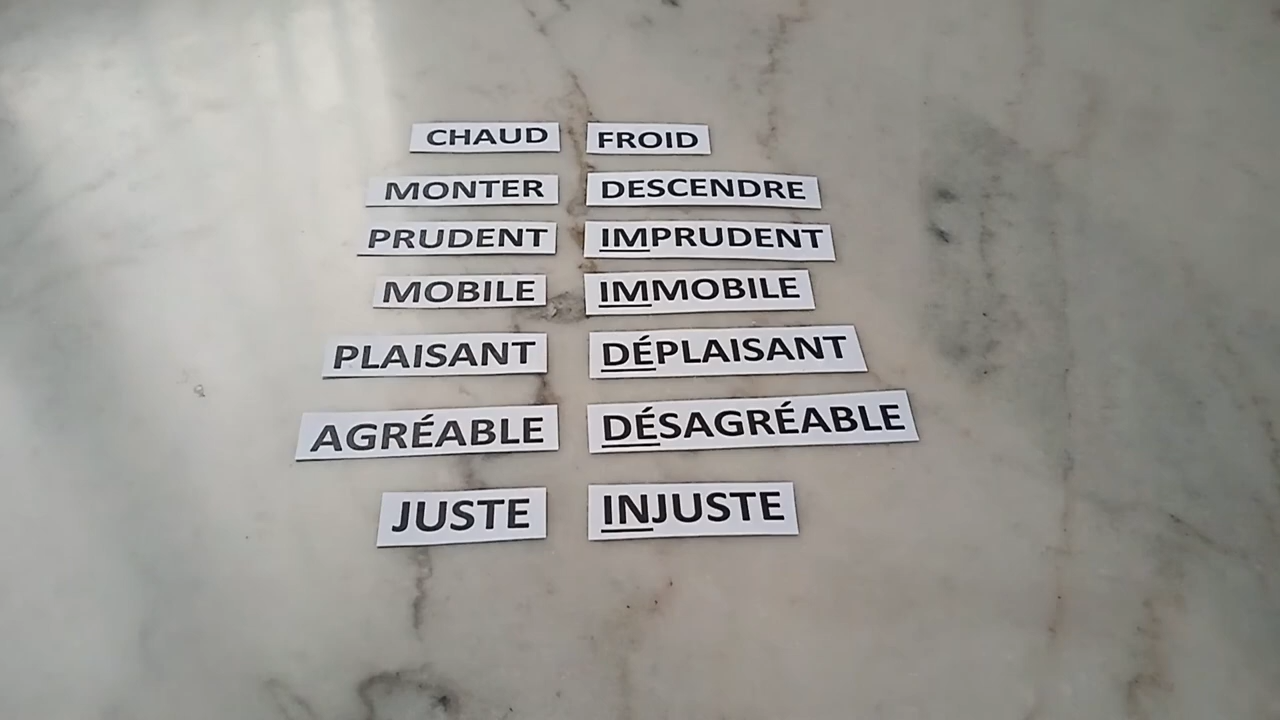 CHAUD FROID
MONTER DESCENDRE
PRUDENT IMPRUDENT
MOBILE IMMOBILE
PLAISANT DÉPLAISANT
AGRÉABLE DÉSAGRÉABLE
JUSTE INJUSTE